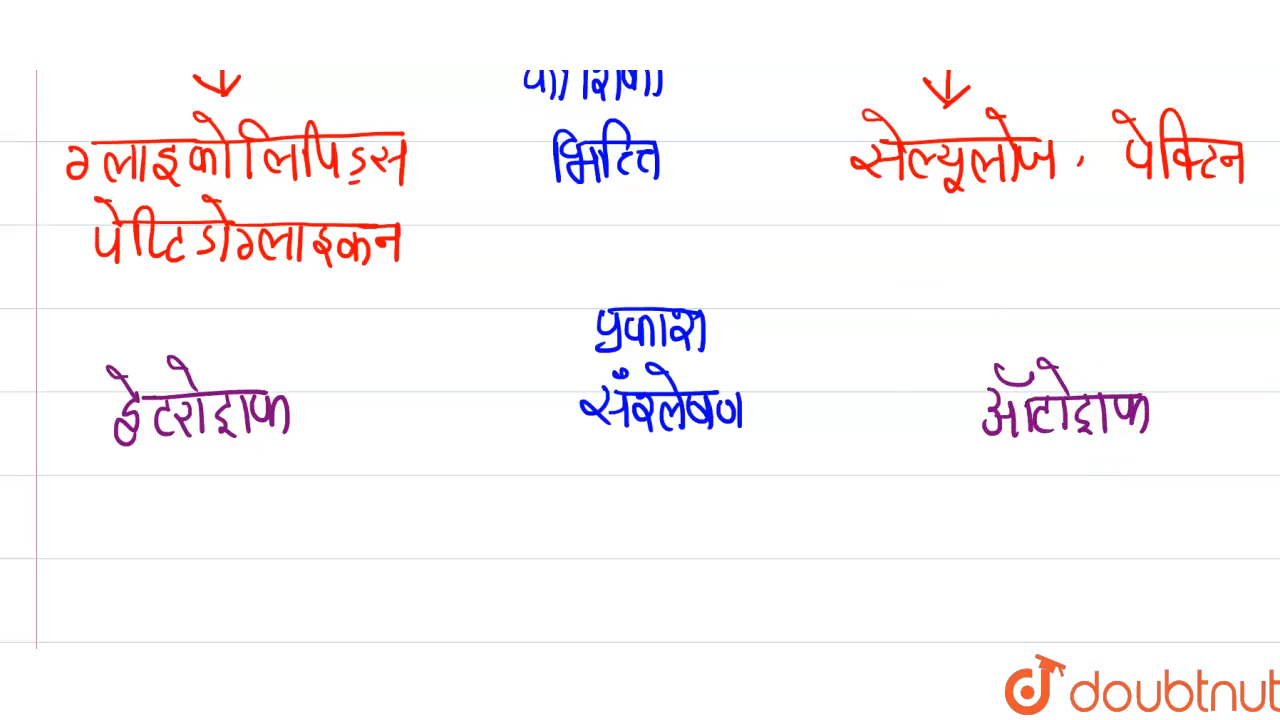 ग्लाइकोलिपिड्स
पेप्टिडोग्लाइकन
भित्ति
सेल्यूलोज, पेक्टिन
प्रकाश
संश्लेषण
हेटरोट्राफ
ऑटोट्राफ
doubtnut